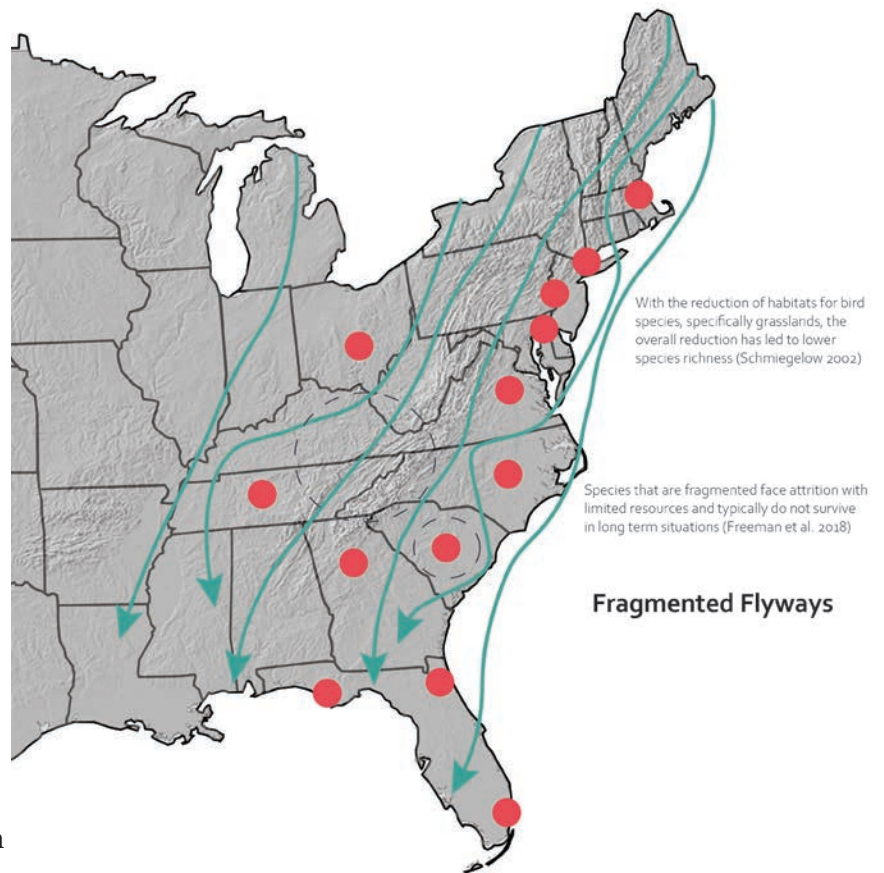 With the reduction of habitats for bird
species, specifically grasslands, the
overall reduction has led to lower
species richness (Schmiegelow 2002)
Species that are fragmented face attrition with
limited resources and typically do not survive
in long term situations (Freeman et al. 2018)
Fragmented Flyways